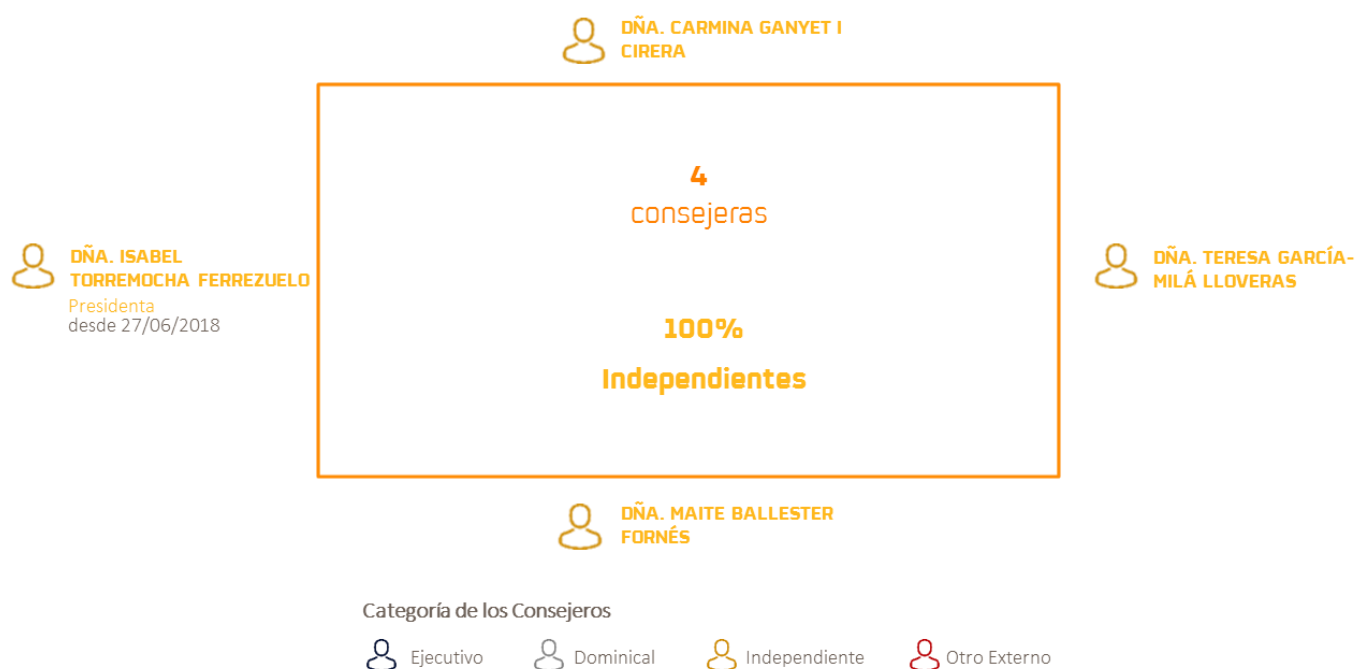 DÑA. CARMINA GANYET I
CIRERA
4
consejeras
DÑA. ISABEL
TORREMOCHA FERREZUELO
Presidenta
desde 27/06/2018
DÑA. TERESA GARCÍA-
MILÁ LLOVERAS
100%
Independientes
DÑA. MAITE BALLESTER
FORNÉS
Categoría de los Consejeros
Ejecutivo Dominical Independiente Otro Externo